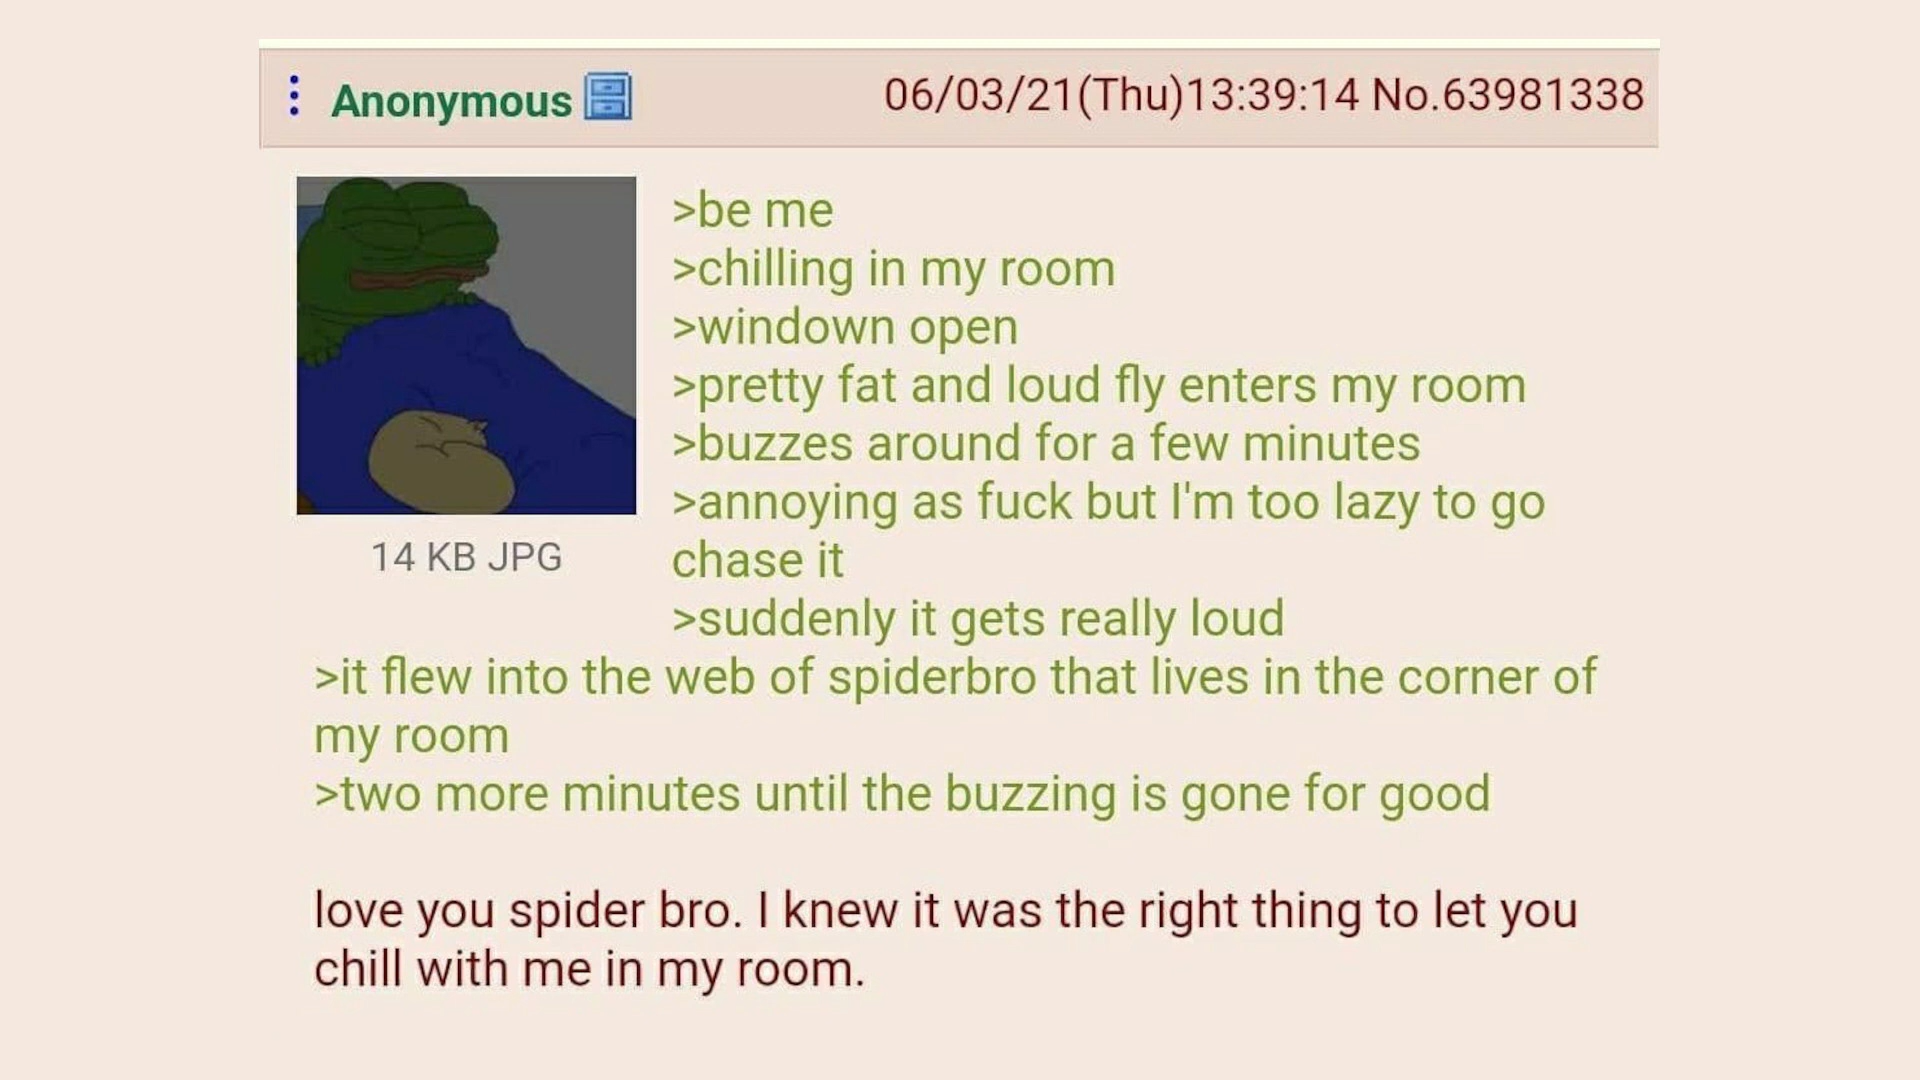 Anonymous 06/03/21(Thu)13:39:14 No.63981338
>be me
>chilling in my room
>windown open
>pretty fat and loud fly enters my room
>buzzes around for a few minutes
>annoying as fuck but I'm too lazy to go
chase it
14 KB JPG
>suddenly it gets really loud
>it flew into the web of spiderbro that lives in the corner of
my room
>two more minutes until the buzzing is gone for good
love you spider bro. I knew it was the right thing to let you
chill with me in my room.